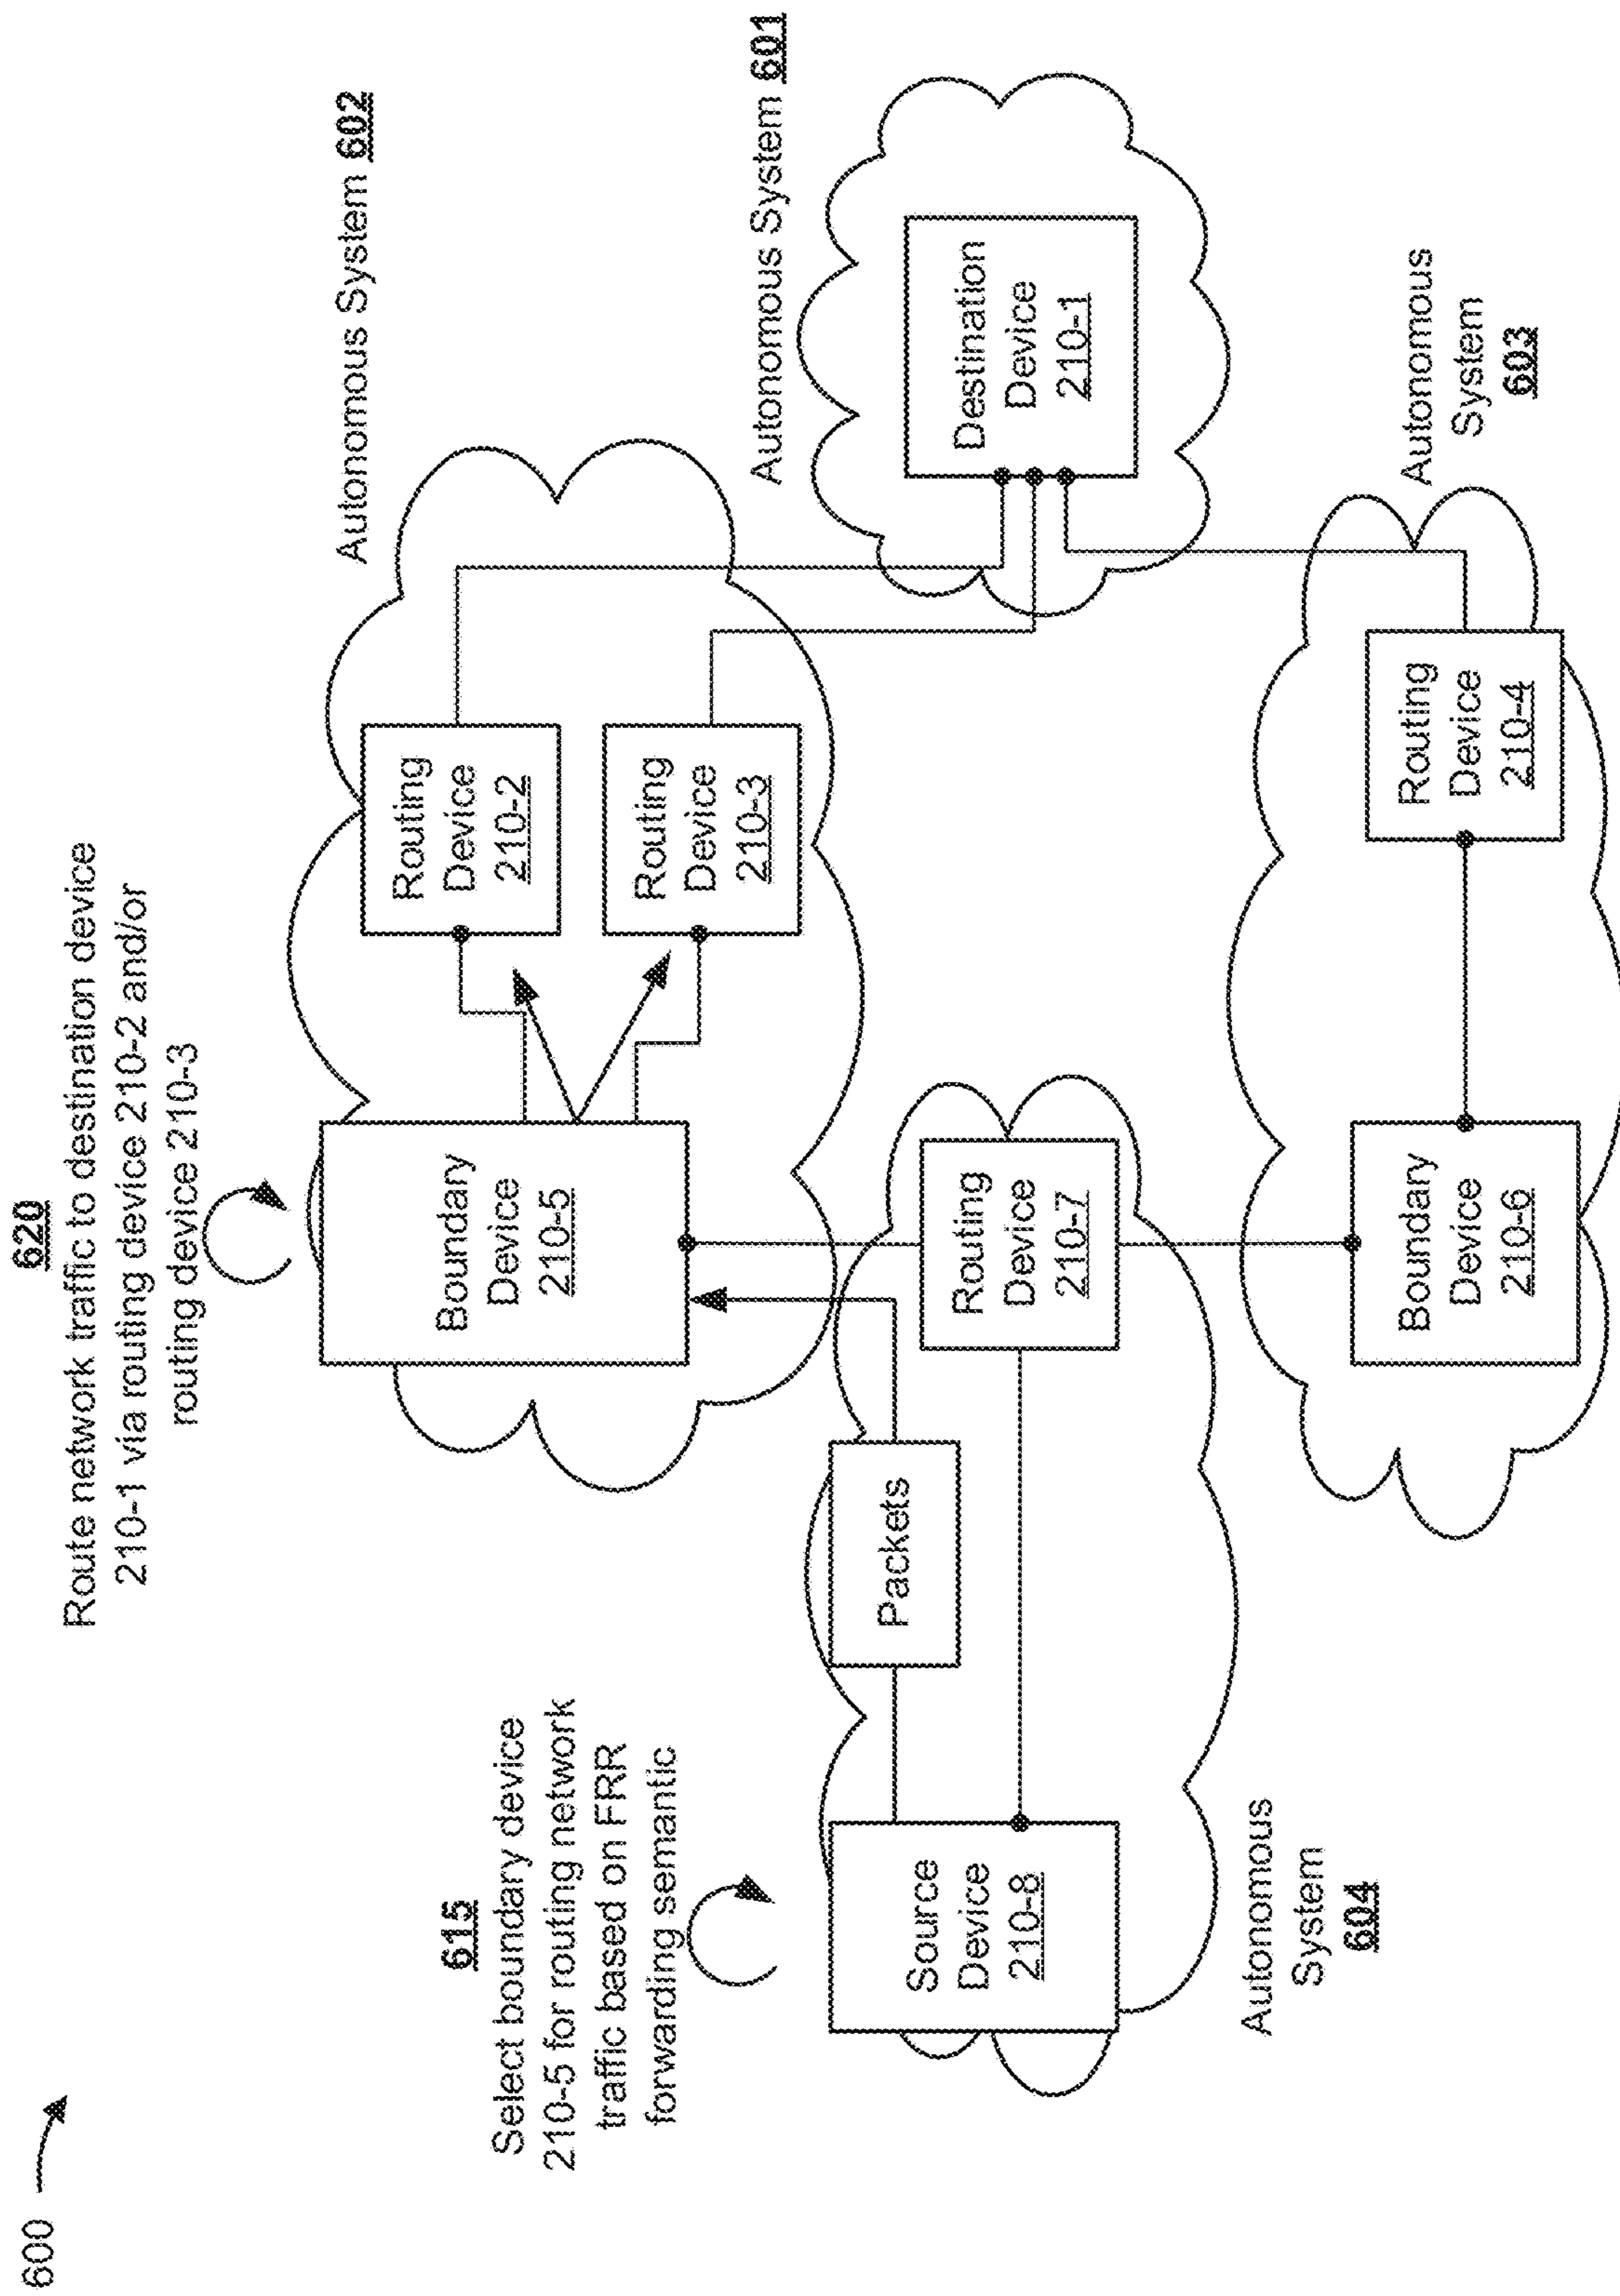 600
620
Route network traffic to destination device
210-1 via routing device 210-2 and/or
routing device 210-3
Autonomous System 602
615
Select boundary device
210-5 for routing network
traffic based on FRR
forwarding semantic
Boundary
Device
210-5
Routing
Device
210-2
Routing
Device
210-3
Autonomous System 601
Packets
Source
Device
210-8
Routing
Device
210-7
Destination
Device
210-1
Autonomous
System
604
Boundary
Device
210-6
Routing
Device
210-4
Autonomous
System
603